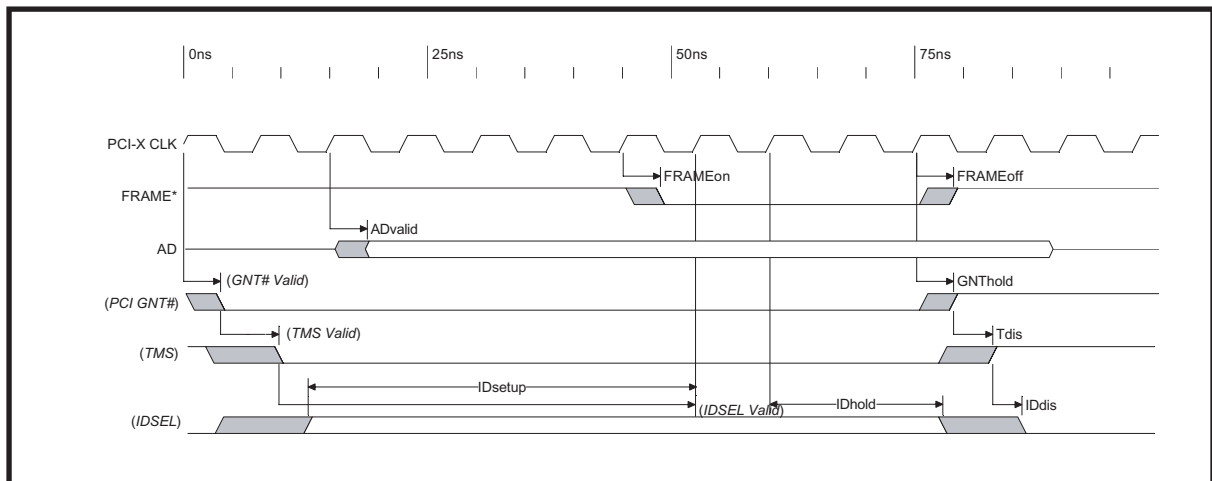 0ns 25ns 50ns 75ns
PCI-X CLK
FRAMEon FRAMEoff
FRAME*
ADvalid
AD
(GNT# Valid) GNThold
(PCI GNT#)
(TMS Valid) Tdis
(TMS)
IDsetup
(IDSEL Valid) IDhold IDdis
(IDSEL)